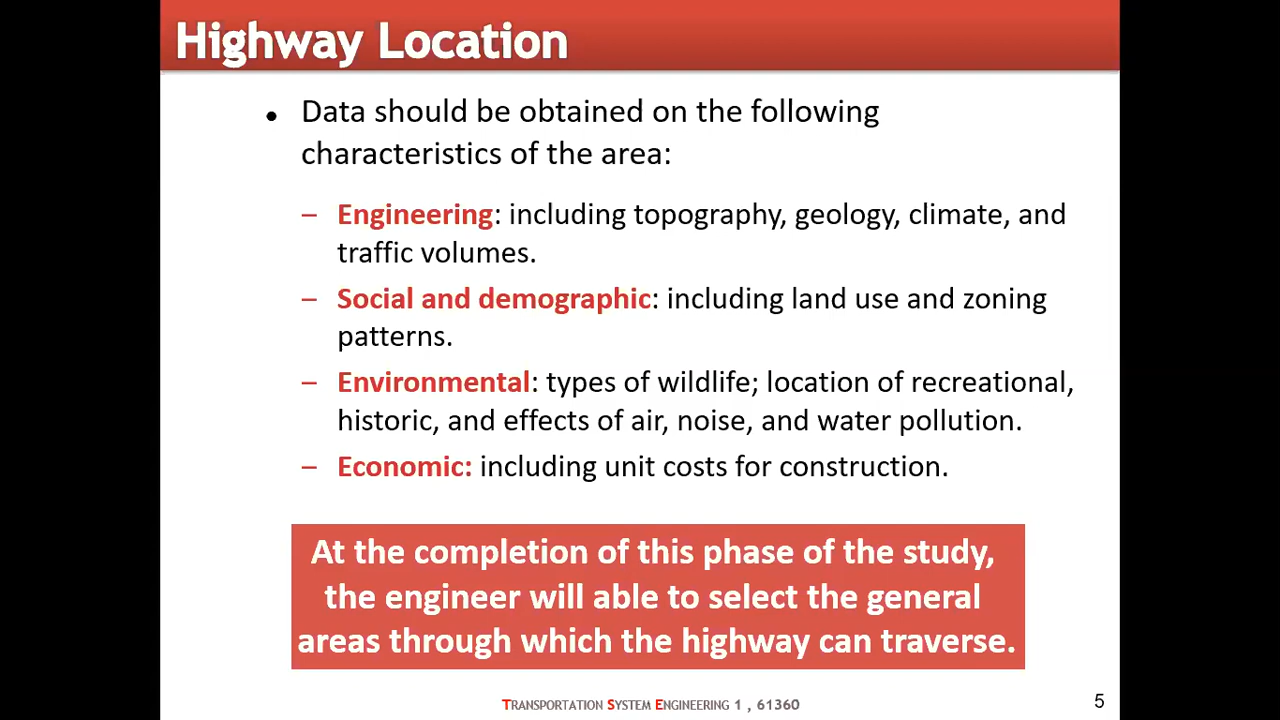 Highway Location
• Data should be obtained on the following
characteristics of the area:
– Engineering: including topography, geology, climate, and
traffic volumes.
– Social and demographic: including land use and zoning
patterns.
– Environmental: types of wildlife; location of recreational,
historic, and effects of air, noise, and water pollution.
– Economic: including unit costs for construction.
At the completion of this phase of the study,
the engineer will able to select the general
areas through which the highway can traverse.
TRANSPORTATION SYSTEM ENGINEERING 1 , 61360
5